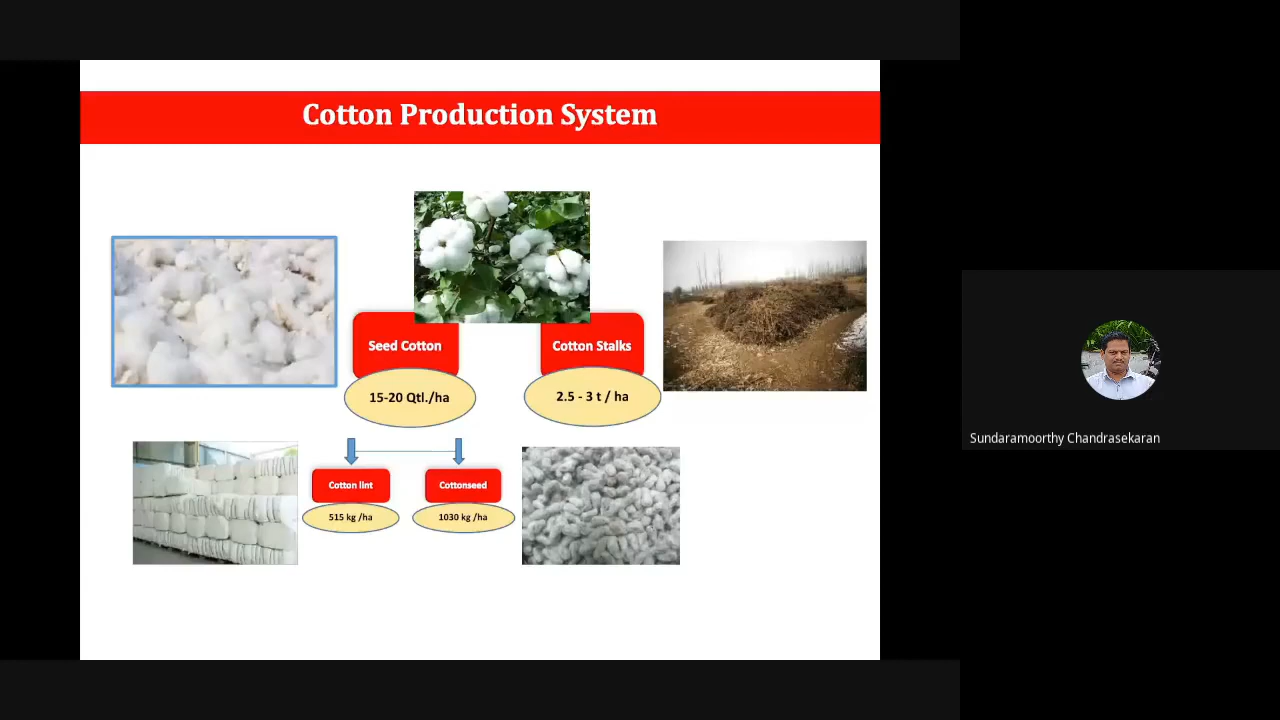 Cotton Production System
Seed Cotton
Cotton Stalks
15-20 Qtl./ha
2.5 - 3 t / ha
Cotton lint
Cottonseed
515 kg /ha
1030 kg /ha
Sundaramoorthy Chandrasekaran